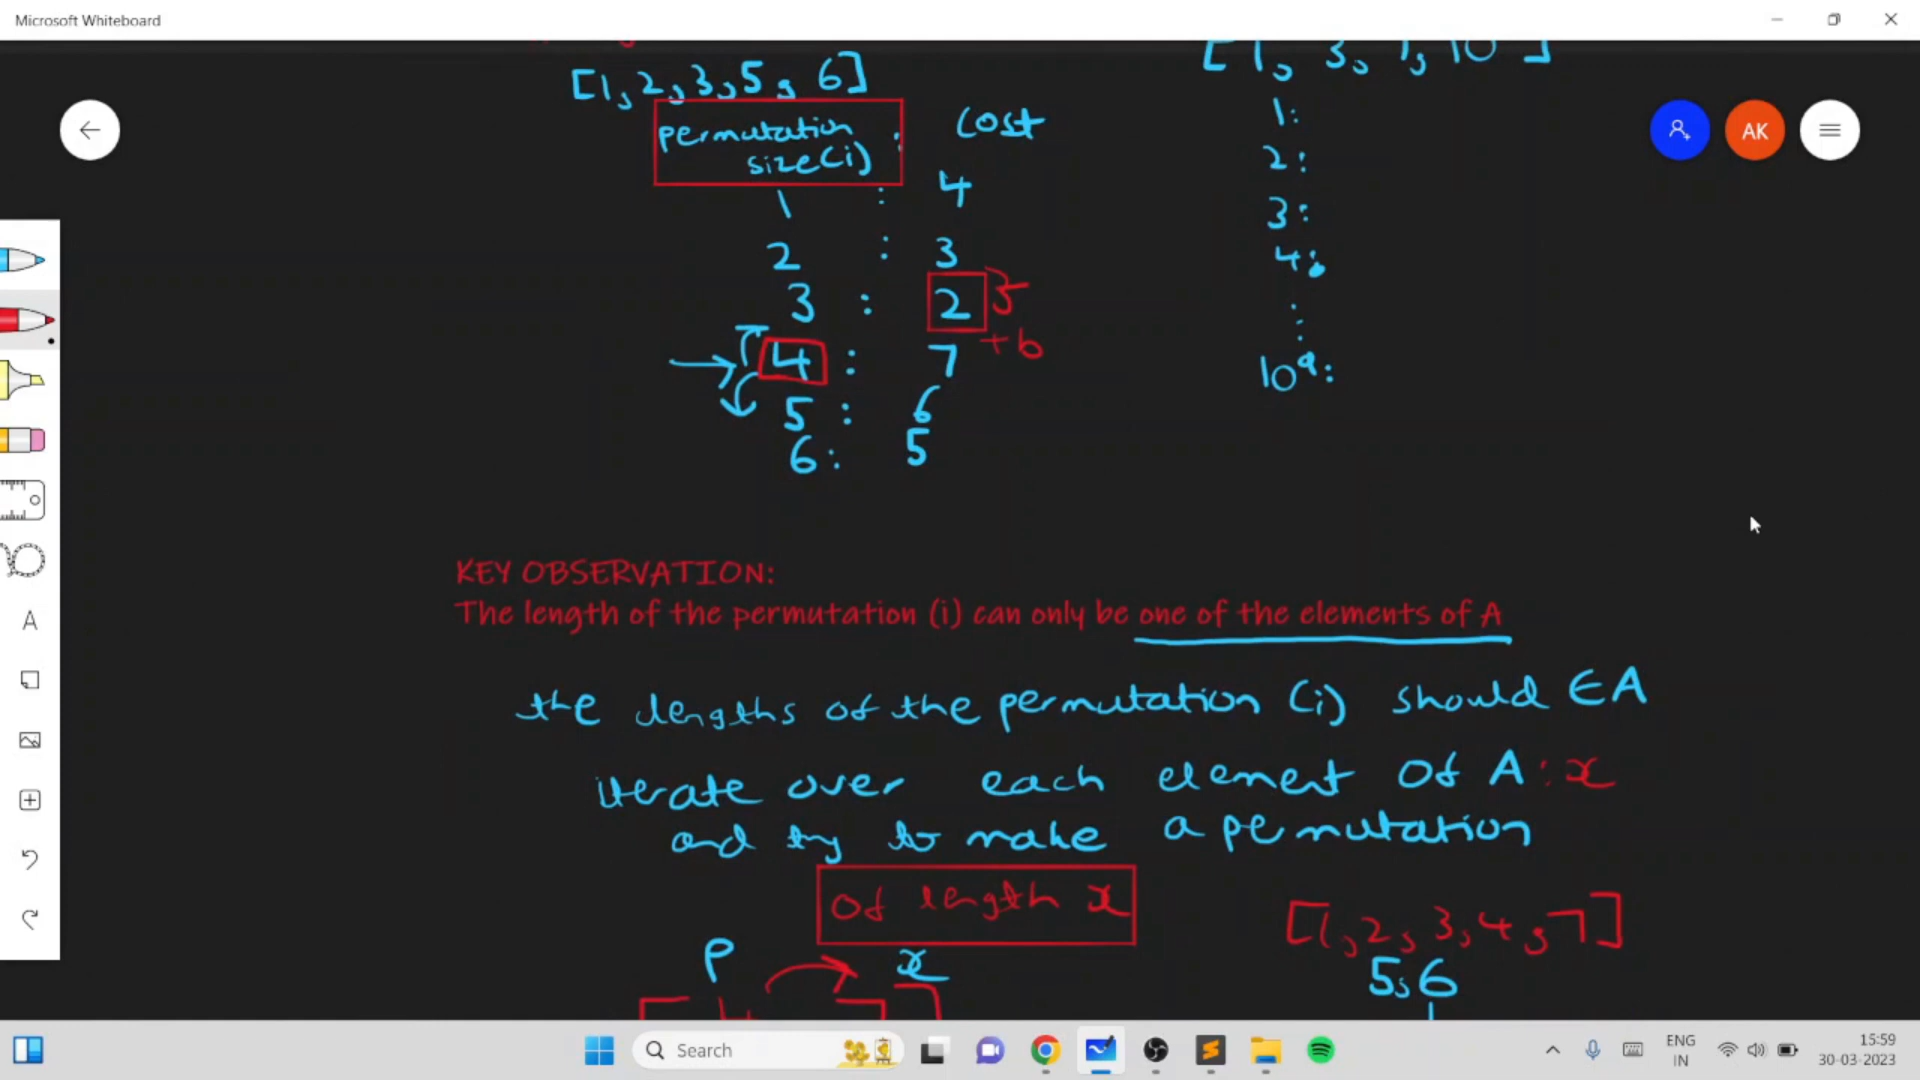 Microsoft Whiteboard
[1, 2, 3, 5, 6]
[1, 3, 1, 10]
permutation
size(i) : cost
1 : 4
2 : 3
3 : 2 5
+6
4 : 7
5 : 6
6 : 5
1:
2:
3:
4:
10⁹:
AK
A
KEY OBSERVATION:
The length of the permutation (i) can only be one of the elements of A
the lengths of the permutation (i) should ∈ A
iterate over each element of A : x
and try to make a permutation
of length x
P x
[1, 2, 3, 4, 7]
5, 6
Search
ENG
IN
15:59
30-03-2023